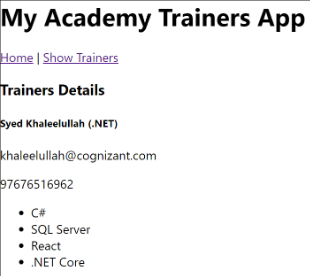 My Academy Trainers App
Home | Show Trainers
Trainers Details
Syed Khaleelullah (.NET)
khaleelullah@cognizant.com
97676516962
• C#
• SQL Server
• React
• .NET Core